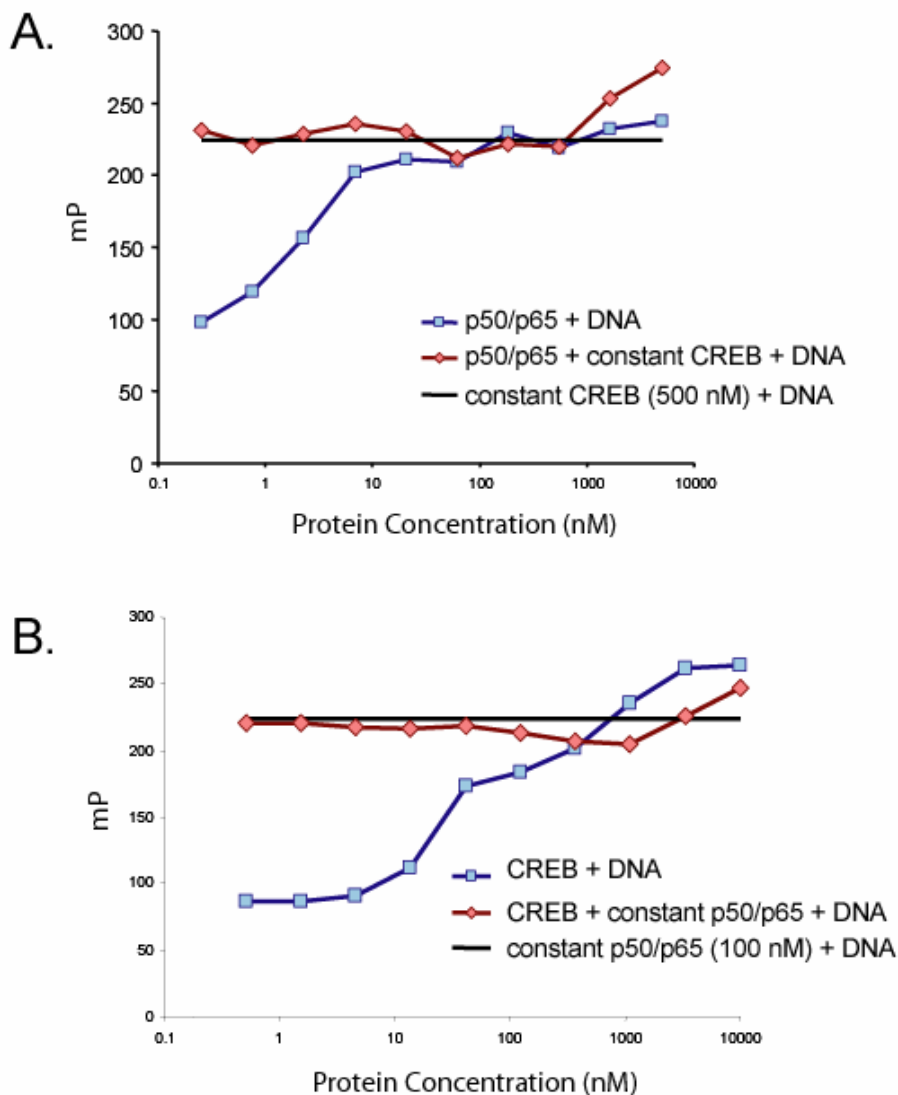 A.
300
250
200
150
100
50
0
mP
0.1 1 10 100 1000 10000
Protein Concentration (nM)
p50/p65 + DNA
p50/p65 + constant CREB + DNA
constant CREB (500 nM) + DNA
B.
300
250
200
150
100
50
0
mP
0.1 1 10 100 1000 10000
Protein Concentration (nM)
CREB + DNA
CREB + constant p50/p65 + DNA
constant p50/p65 (100 nM) + DNA